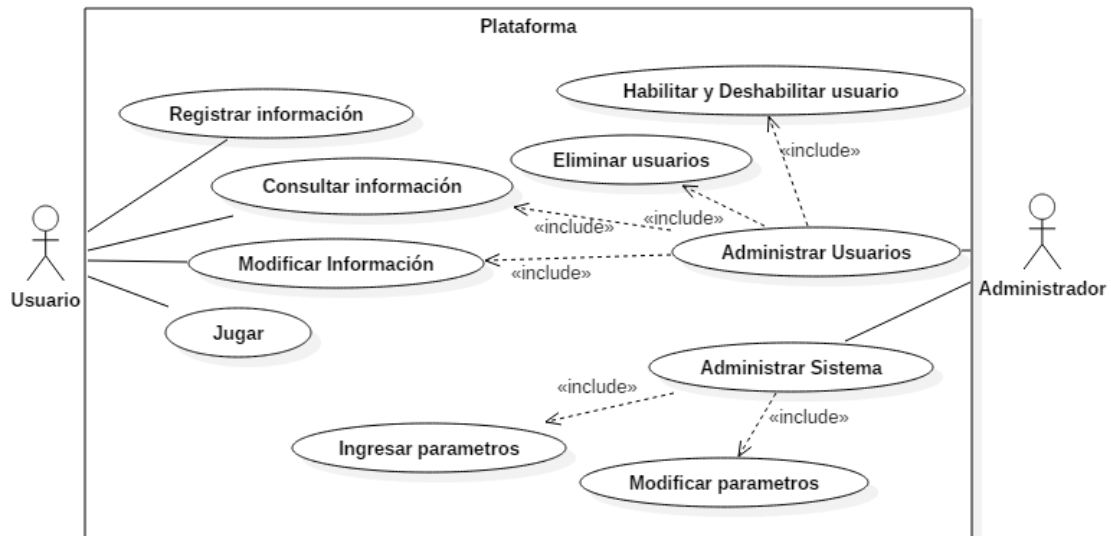 Plataforma
Habilitar y Deshabilitar usuario
Registrar información
«include»
Eliminar usuarios
Consultar información
«include»
«include»
Administrar Usuarios
Modificar Información
«include»
Usuario
Administrador
Jugar
Administrar Sistema
«include»
«include»
Ingresar parametros
Modificar parametros